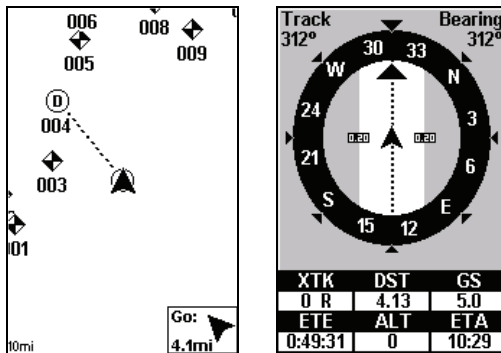 006
008
005
009
D
004
003
01
Go:
4.1mi
10mi
Track
312º
Bearing
312º
30 33
W N
24 3
0.20 0.20
21 6
S E
15 12
XTK DST GS
0 R 4.13 5.0
ETE ALT ETA
0:49:31 0 10:29